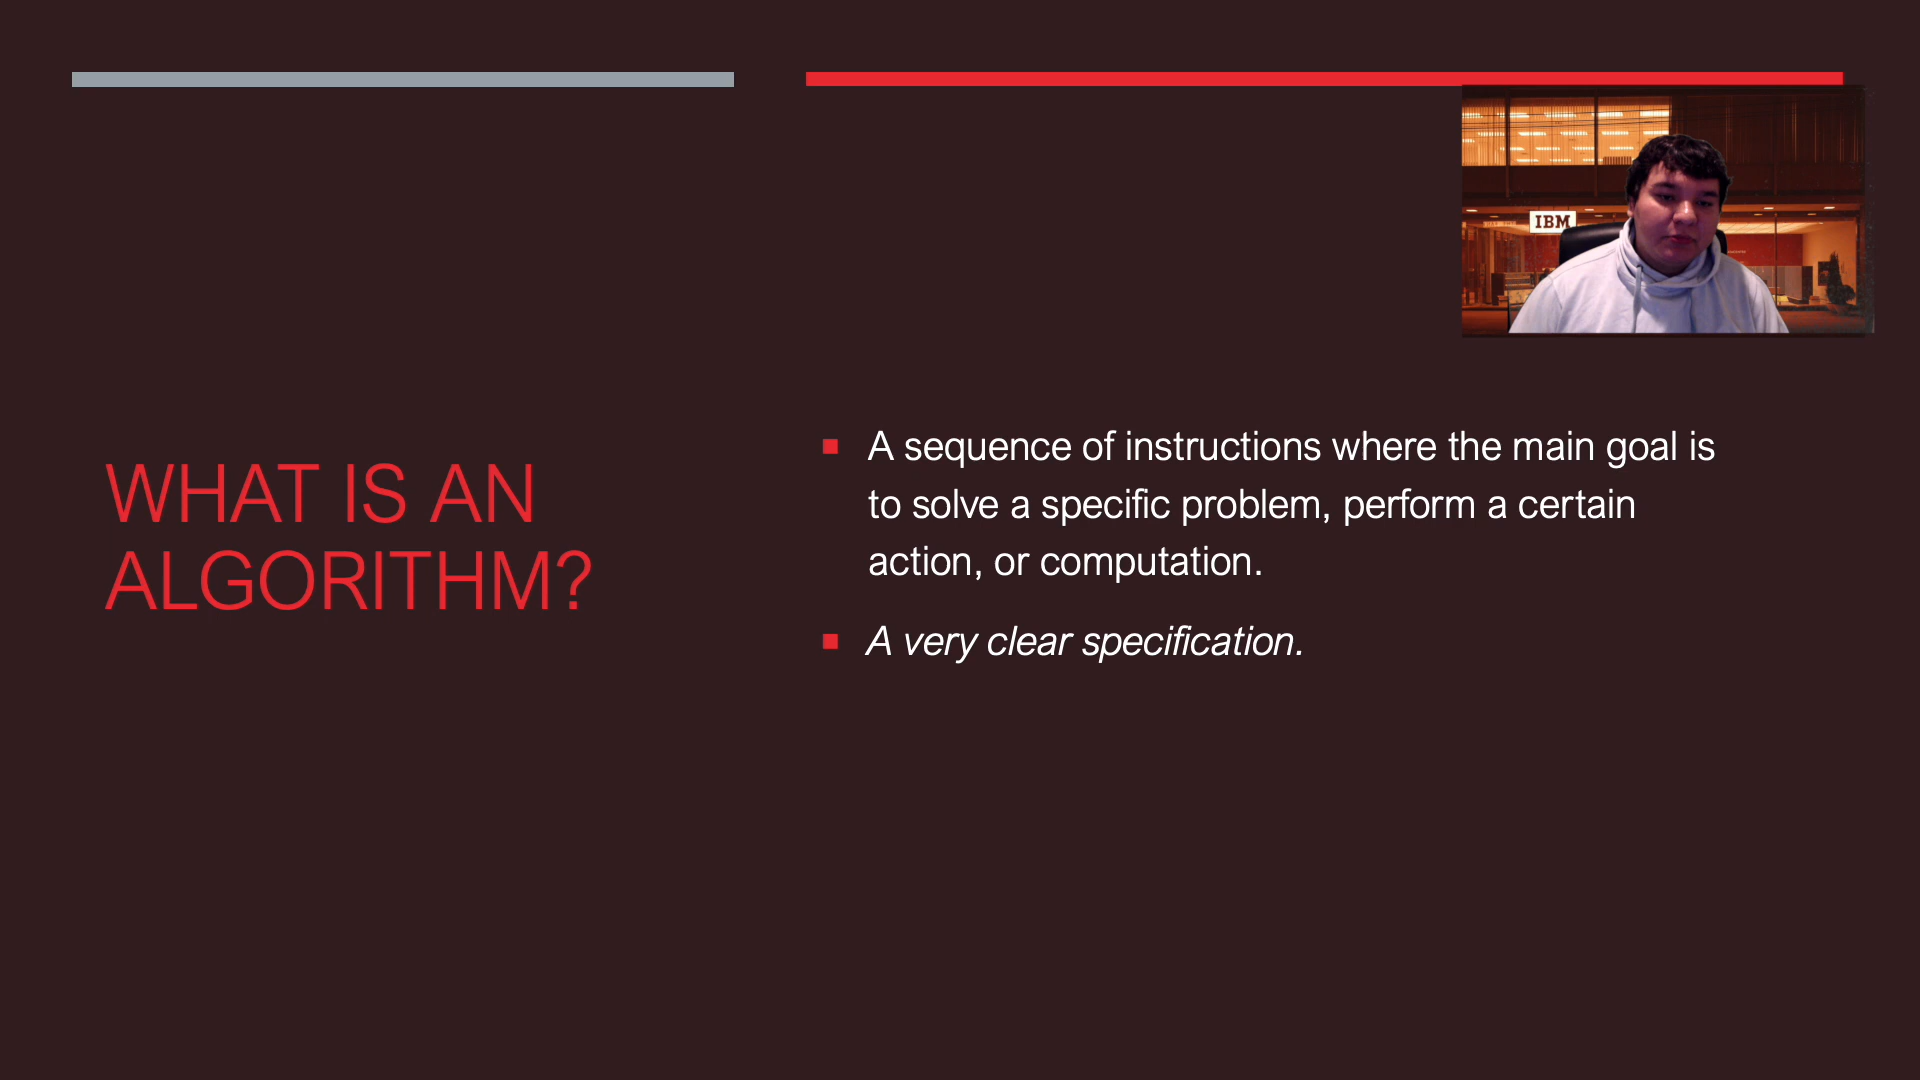 WHAT IS AN
ALGORITHM?
IBM
A sequence of instructions where the main goal is
to solve a specific problem, perform a certain
action, or computation.
A very clear specification.